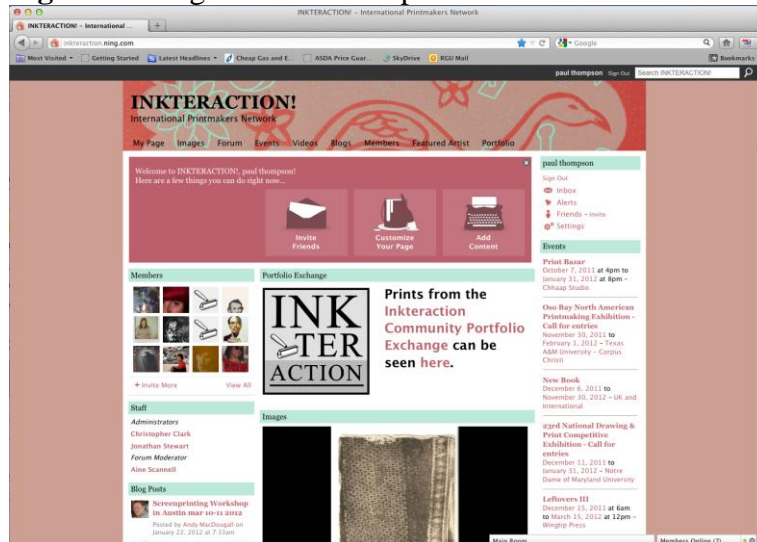 INKTERACTION! – International Printmakers Network
INKTERACTION! – International ...
inkteraction.ning.com
Google
Most Visited
Getting Started
Latest Headlines
Cheap Gas and E...
ASDA Price Guar...
SkyDrive
RGU Mail
Bookmarks
paul thompson
Sign Out
Search INKTERACTION!
INKTERACTION!
International Printmakers Network
My Page
Images
Forum
Events
Videos
Blogs
Members
Featured Artist
Portfolio
Welcome to INKTERACTION!, paul thompson!
Here are a few things you can do right now...
Invite
Friends
Customize
Your Page
Add
Content
Members
+ Invite More
View All
Staff
Administrators
Christopher Clark
Jonathan Stewart
Forum Moderator
Aine Scannell
Blog Posts
Screenprinting Workshop
in Austin mar 10-11 2012
Posted by Andy MacDougall on
January 22, 2012 at 7:33am
Portfolio Exchange
INK
TER
ACTION
Prints from the
Inkteraction
Community Portfolio
Exchange can be
seen here.
Images
paul thompson
Sign Out
Inbox
Alerts
Friends – Invite
Settings
Events
Print Bazar
October 7, 2011 at 4pm to
January 31, 2012 at 8pm –
Chhaap Studio
Oso Bay North American
Printmaking Exhibition -
Call for entries
November 30, 2011 to
February 1, 2012 – Texas
A&M University - Corpus
Christi
New Book
December 6, 2011 to
November 30, 2012 – UK and
International
23rd National Drawing &
Print Competitive
Exhibition - Call for
entries
December 11, 2011 to
January 31, 2012 – Notre
Dame of Maryland University
Leftovers III
December 15, 2011 at 6am
to March 15, 2012 at 12pm –
Wingtip Press
Main Room
Members Online (7)